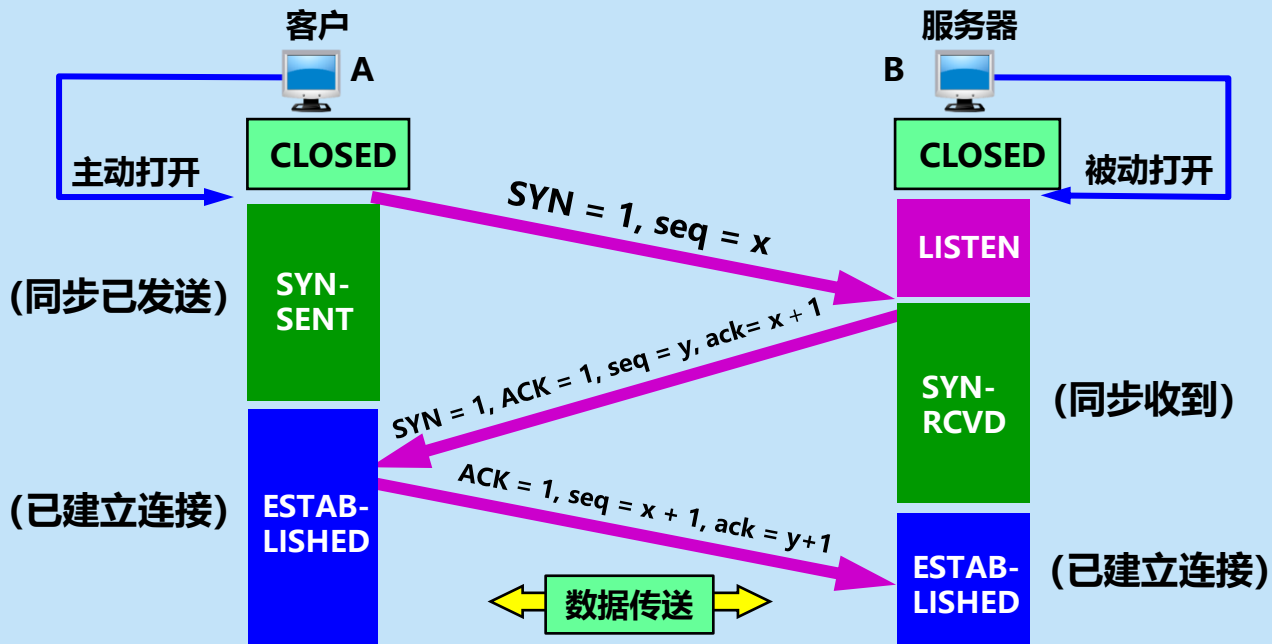 客户
服务器
A
B
CLOSED
CLOSED
主动打开
被动打开
SYN = 1, seq = x
LISTEN
(同步已发送)
SYN-
SENT
SYN = 1, ACK = 1, seq = y, ack= x + 1
SYN-
RCVD
(同步收到)
ACK = 1, seq = x + 1, ack = y+1
(已建立连接)
ESTAB-
LISHED
ESTAB-
LISHED
(已建立连接)
数据传送